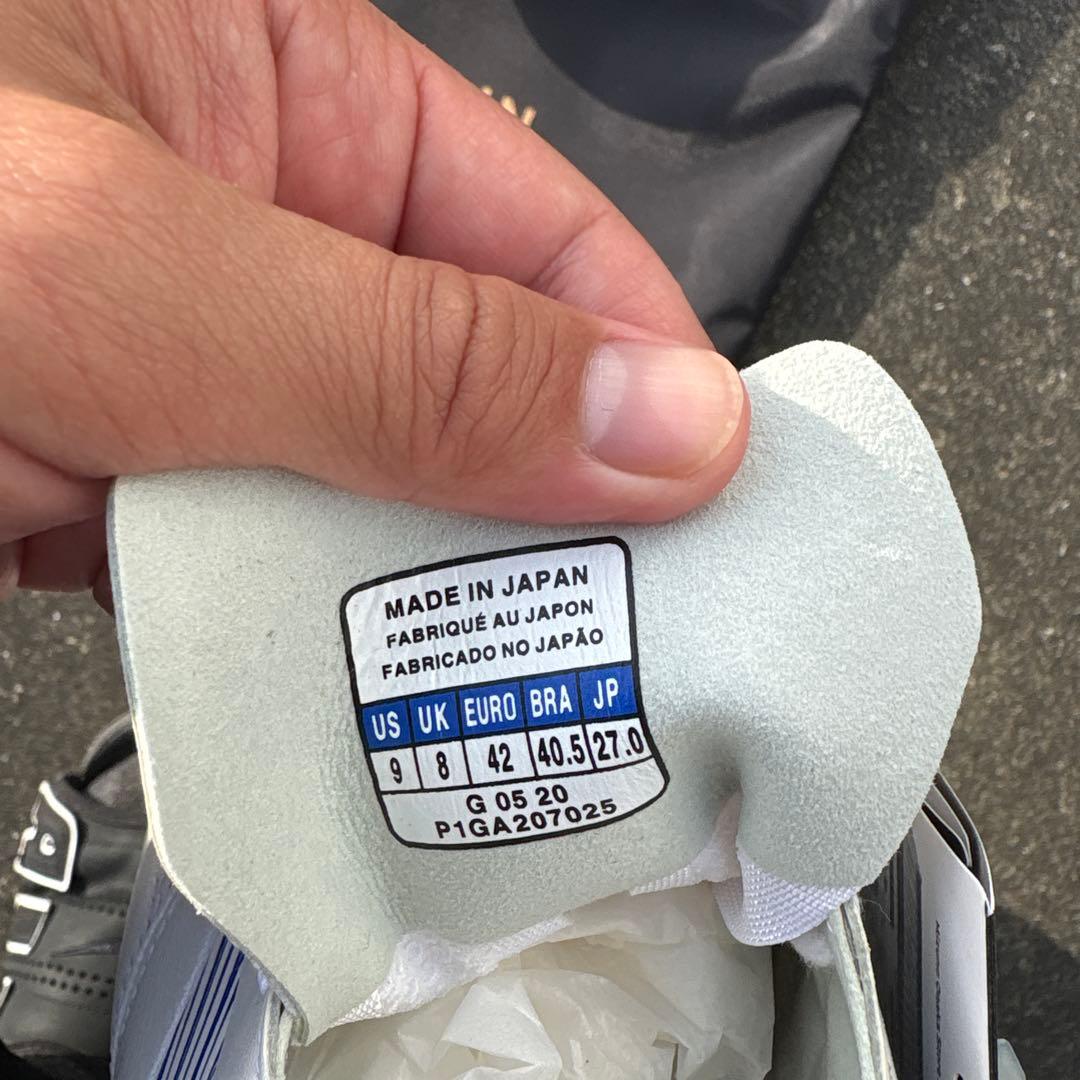 MADE IN JAPAN
FABRIQUÉ AU JAPON
FABRICADO NO JAPÃO
US UK EURO BRA JP
9 8 42 40.5 27.0
G 05 20
P1GA207025